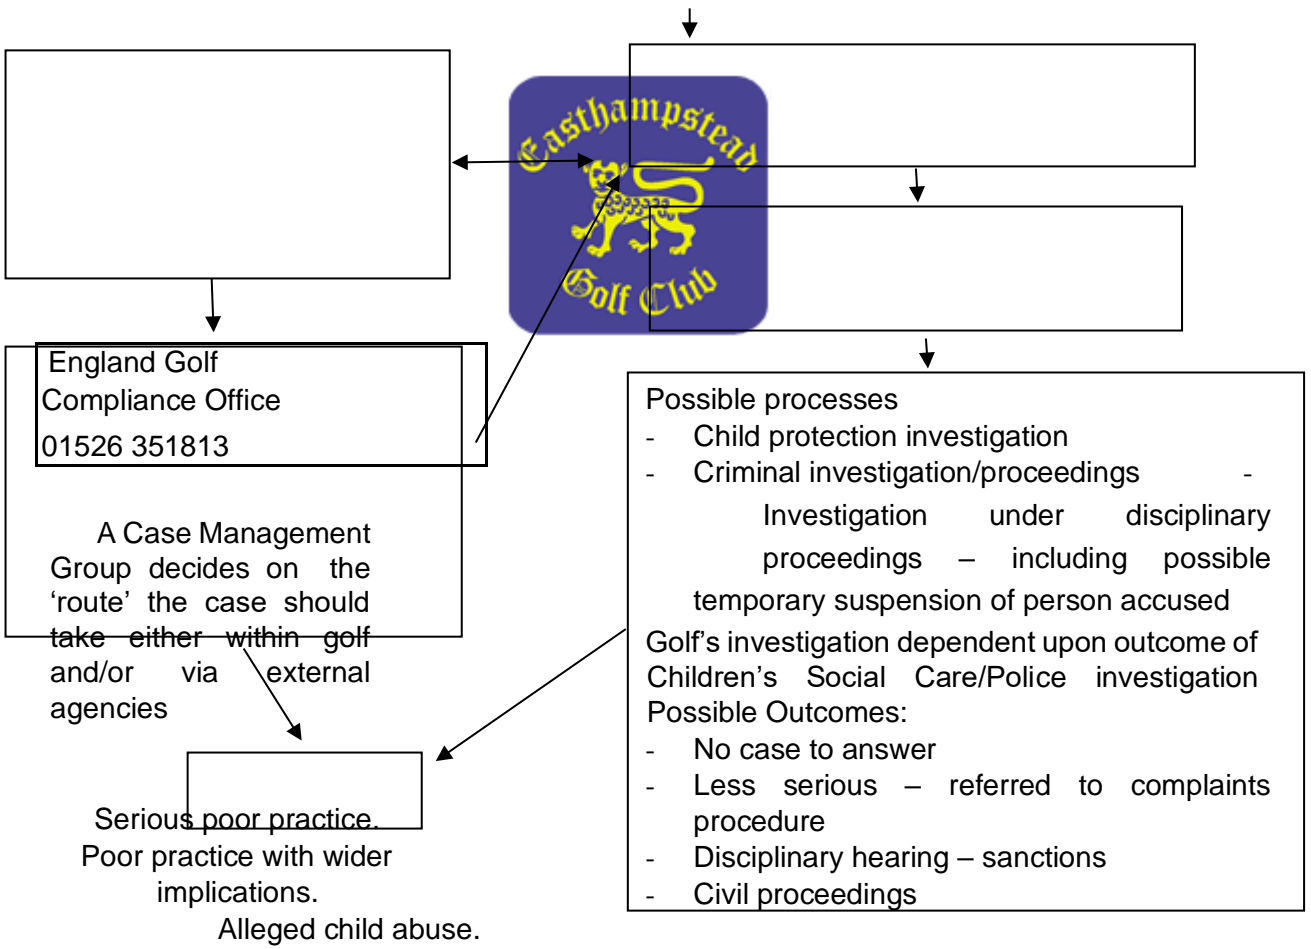 Easthampstead
Golf Club
England Golf
Compliance Office
01526 351813
A Case Management
Group decides on the
‘route’ the case should
take either within golf
and/or via external
agencies
Serious poor practice.
Poor practice with wider
implications.
Alleged child abuse.
Possible processes
- Child protection investigation
- Criminal investigation/proceedings -
Investigation under disciplinary
proceedings – including possible
temporary suspension of person accused
Golf’s investigation dependent upon outcome of
Children’s Social Care/Police investigation
Possible Outcomes:
- No case to answer
- Less serious – referred to complaints
procedure
- Disciplinary hearing – sanctions
- Civil proceedings